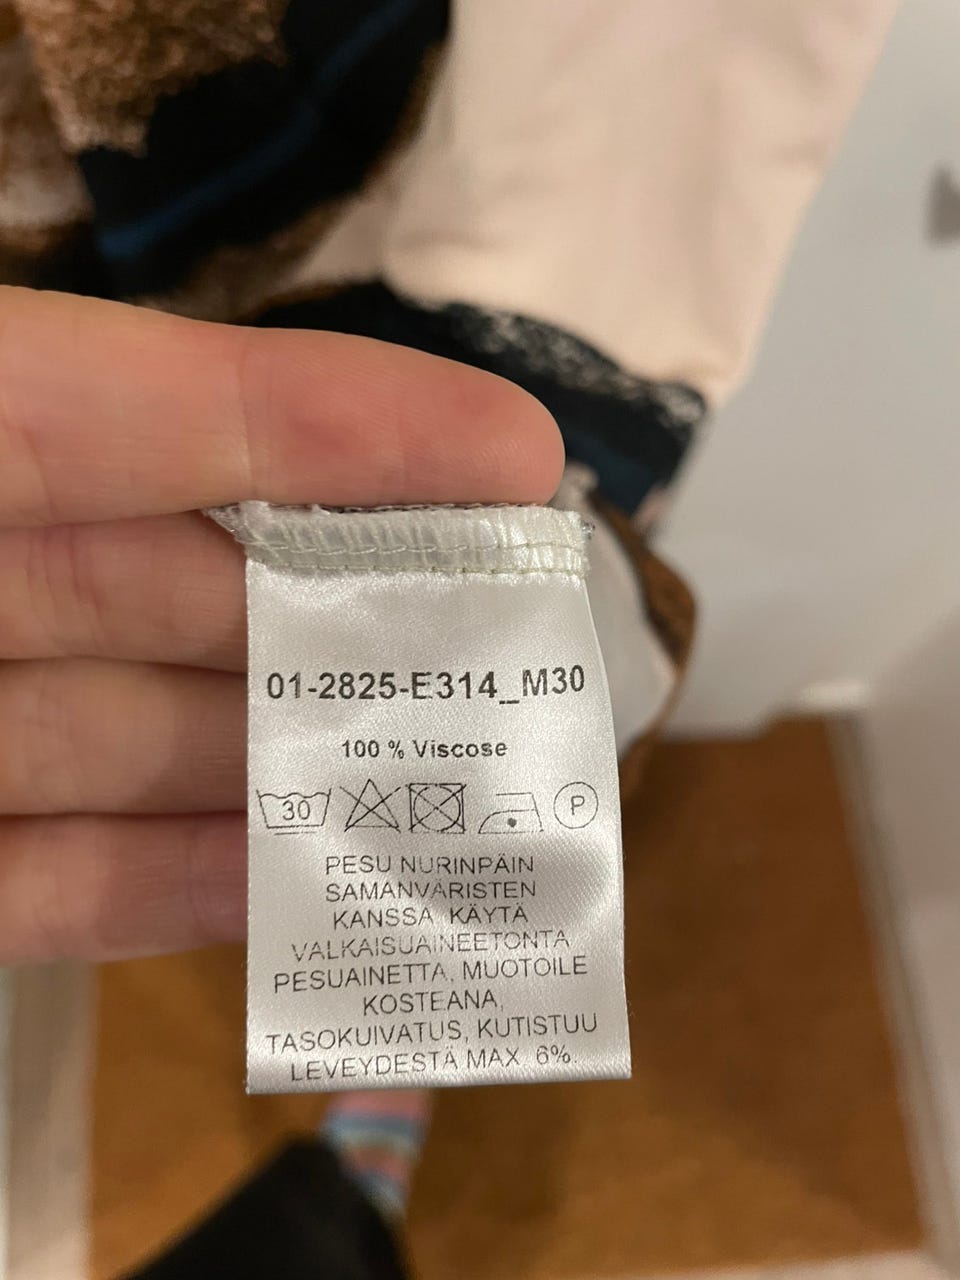 01-2825-E314_M30
100 % Viscose
30 P
PESU NURINPÄIN
SAMANVÄRISTEN
KANSSA, KÄYTÄ
VALKAISUAINEETONTA
PESUAINETTA, MUOTOILE
KOSTEANA,
TASOKUIVATUS, KUTISTUU
LEVEYDESTÄ MAX. 6%.